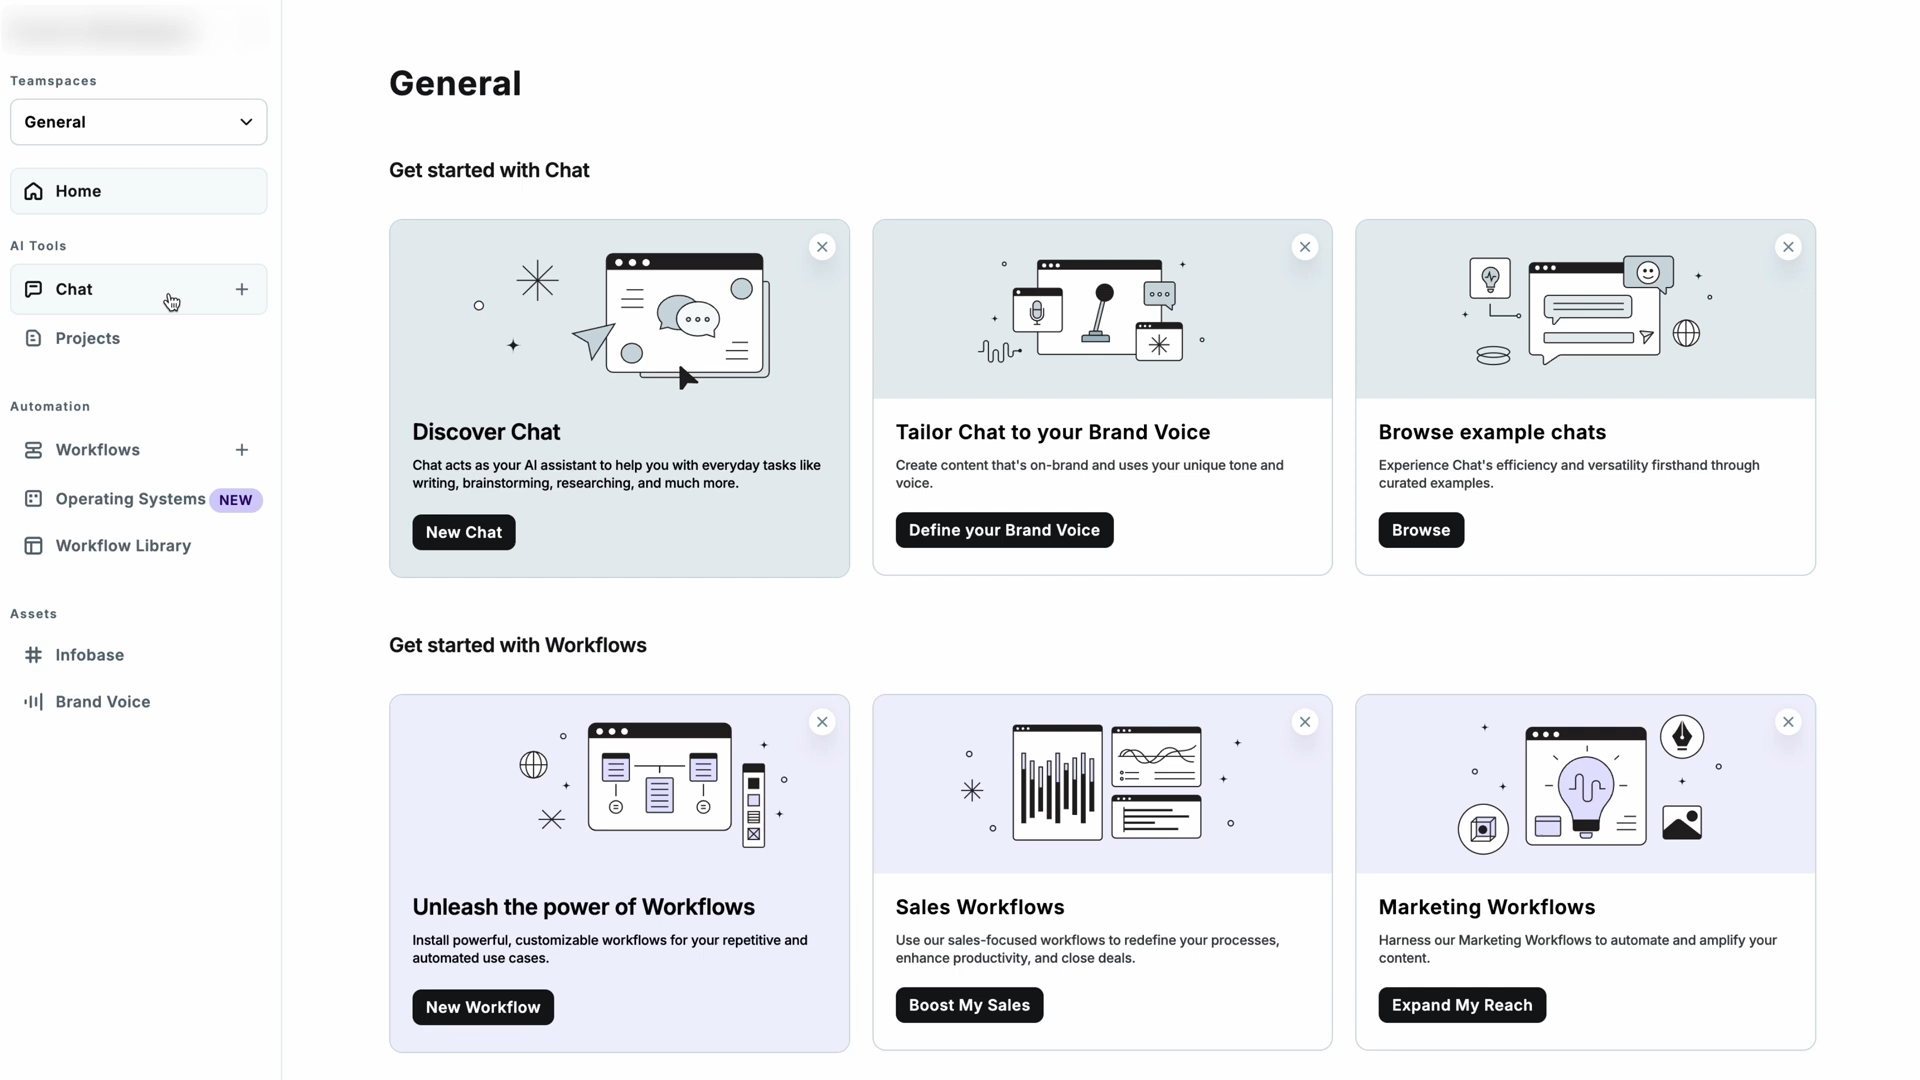 Teamspaces
General
Home
AI Tools
Chat
Projects
Automation
Workflows
Operating Systems NEW
Workflow Library
Assets
Infobase
Brand Voice
General
Get started with Chat
Discover Chat
Chat acts as your AI assistant to help you with everyday tasks like
writing, brainstorming, researching, and much more.
New Chat
Tailor Chat to your Brand Voice
Create content that's on-brand and uses your unique tone and
voice.
Define your Brand Voice
Browse example chats
Experience Chat's efficiency and versatility firsthand through
curated examples.
Browse
Get started with Workflows
Unleash the power of Workflows
Install powerful, customizable workflows for your repetitive and
automated use cases.
New Workflow
Sales Workflows
Use our sales-focused workflows to redefine your processes,
enhance productivity, and close deals.
Boost My Sales
Marketing Workflows
Harness our Marketing Workflows to automate and amplify your
content.
Expand My Reach